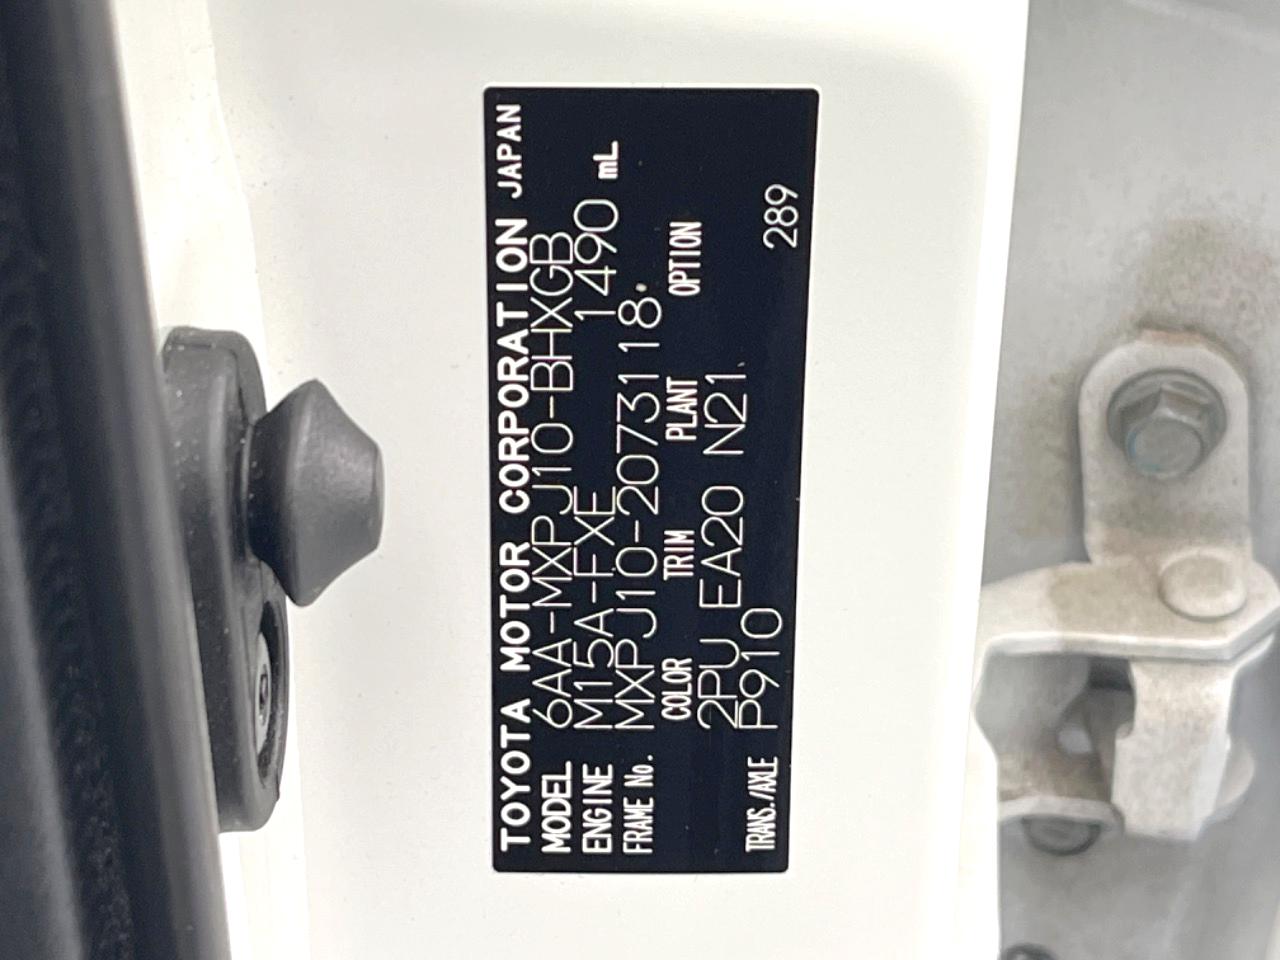 TOYOTA MOTOR CORPORATION JAPAN
MODEL 6AA-MXPJ10-BHXGB
ENGINE M15A-FXE 1490 mL
FRAME No. MXPJ10-2073118
COLOR TRIM PLANT OPTION
2PU EA20 N21
TRANS./AXLE P910 289